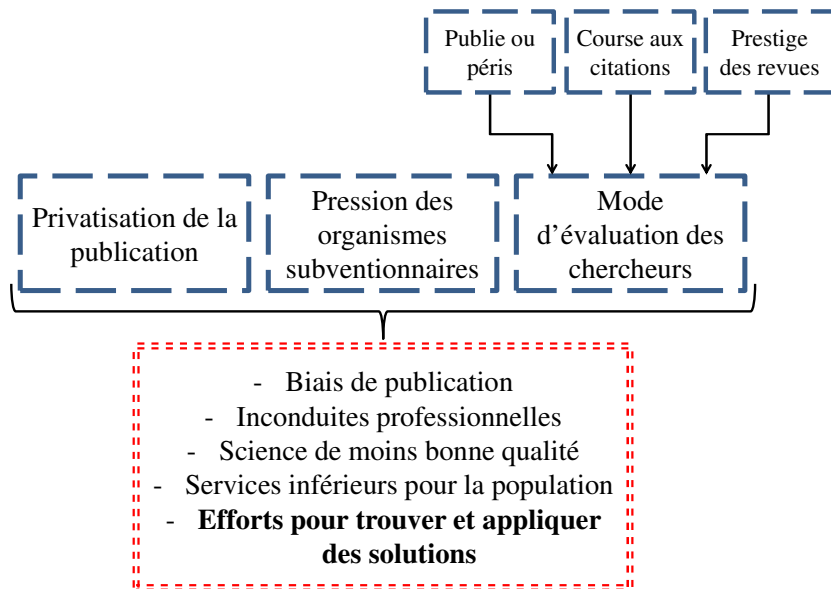 Publie ou
péris
Course aux
citations
Prestige
des revues
Privatisation de la
publication
Pression des
organismes
subventionnaires
Mode
d'évaluation des
chercheurs
- Biais de publication
- Inconduites professionnelles
- Science de moins bonne qualité
- Services inférieurs pour la population
- Efforts pour trouver et appliquer
des solutions